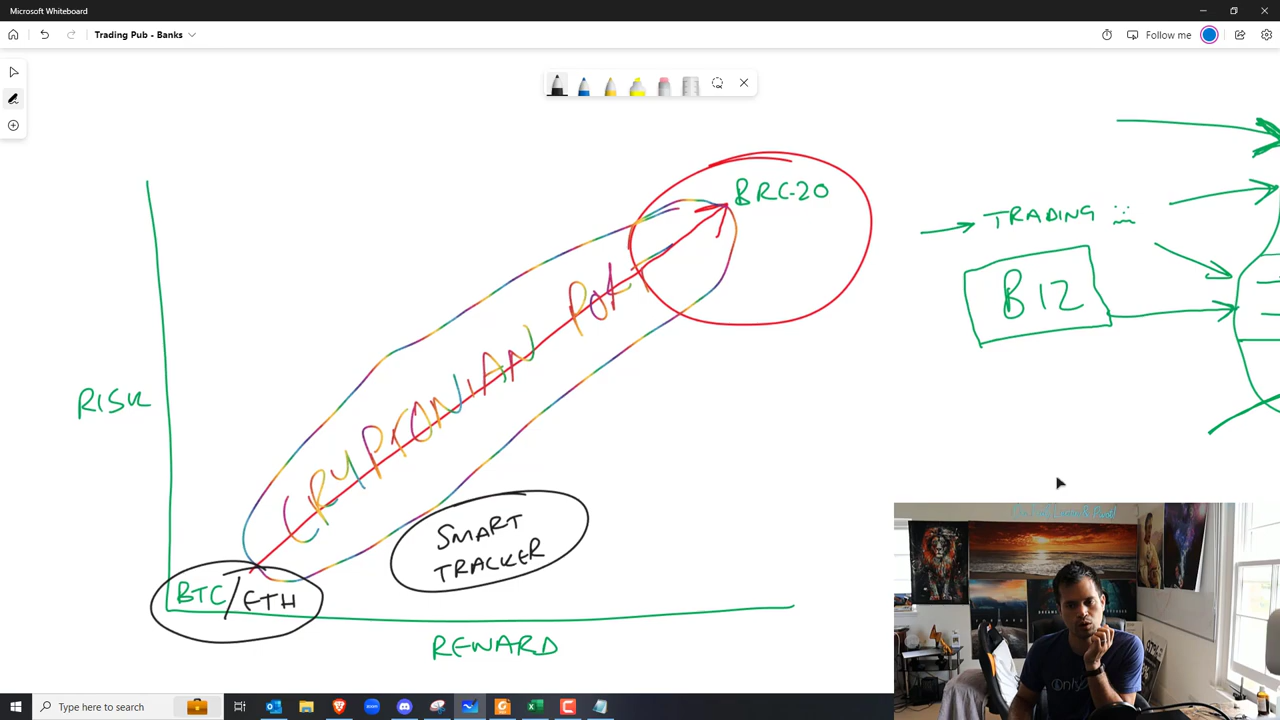 Microsoft Whiteboard
Trading Pub - Banks
Follow me
BRC-20
TRADING
B12
CRYPTONIAN
RISK
SMART
TRACKER
BTC/ETH
REWARD
Type here to search